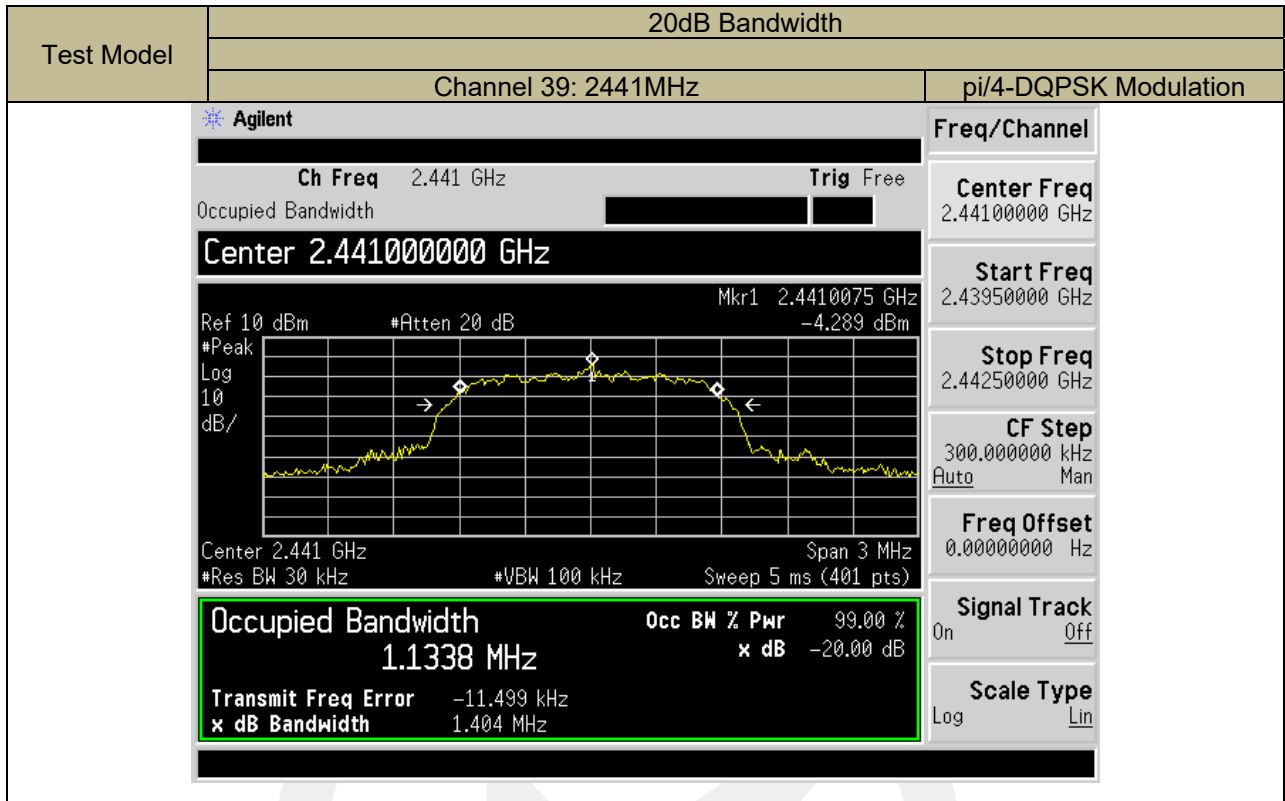 Test Model
20dB Bandwidth
Channel 39: 2441MHz
pi/4-DQPSK Modulation
Agilent
Freq/Channel
Ch Freq 2.441 GHz
Trig Free
Occupied Bandwidth
Center 2.441000000 GHz
Mkr1 2.4410075 GHz
Ref 10 dBm #Atten 20 dB -4.289 dBm
#Peak
Log
10
dB/
1
Center 2.441 GHz Span 3 MHz
#Res BW 30 kHz #VBW 100 kHz Sweep 5 ms (401 pts)
Occupied Bandwidth
1.1338 MHz
Occ BW % Pwr 99.00 %
x dB -20.00 dB
Transmit Freq Error -11.499 kHz
x dB Bandwidth 1.404 MHz
Center Freq
2.44100000 GHz
Start Freq
2.43950000 GHz
Stop Freq
2.44250000 GHz
CF Step
300.000000 kHz
Auto Man
Freq Offset
0.00000000 Hz
Signal Track
On Off
Scale Type
Log Lin